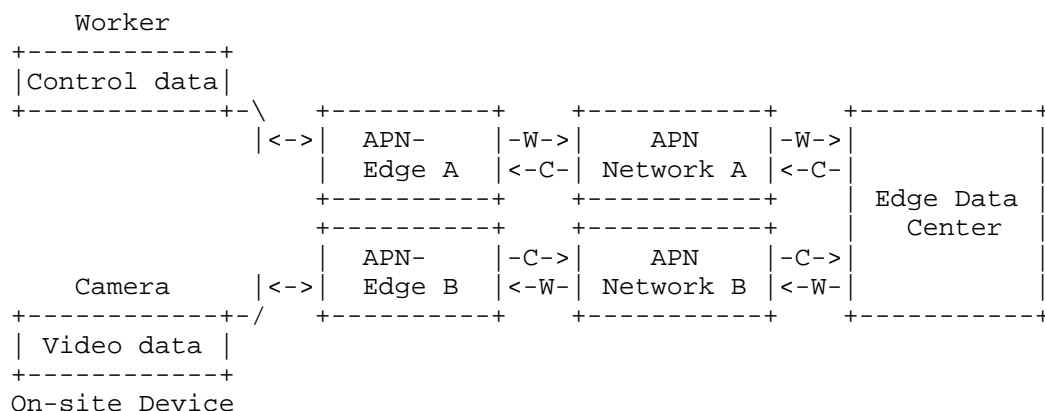 Worker
+------------+
|Control data|
+------------+-\    +----------+     +-----------+     +-----------+
                |<->|  APN-    |-W->|    APN    |-W->|           |
                    |  Edge A  |<-C-| Network A |<-C-|           |
                    +----------+     +-----------+     | Edge Data |
                    +----------+     +-----------+     |  Center   |
                    |  APN-    |-C->|    APN    |-C->|           |
    Camera      |<->|  Edge B  |<-W-| Network B |<-W-|           |
+------------+-/    +----------+     +-----------+     +-----------+
| Video data |
+------------+
On-site Device